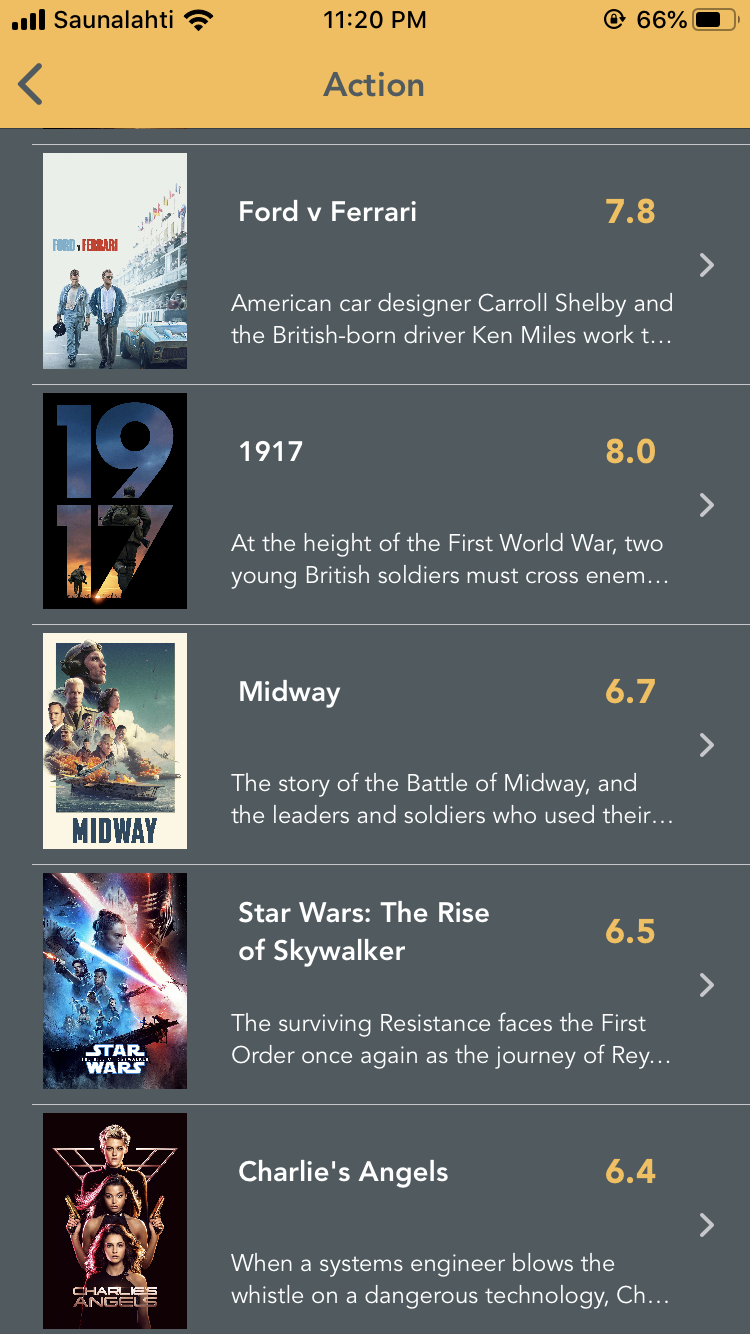 Saunalahti 11:20 PM 66%
Action
FORD v FERRARI
Ford v Ferrari 7.8
American car designer Carroll Shelby and
the British-born driver Ken Miles work t…
19
17
1917 8.0
At the height of the First World War, two
young British soldiers must cross enem…
MIDWAY
Midway 6.7
The story of the Battle of Midway, and
the leaders and soldiers who used their…
STAR
WARS
Star Wars: The Rise
of Skywalker
6.5
The surviving Resistance faces the First
Order once again as the journey of Rey…
CHARLIE'S
ANGELS
Charlie's Angels 6.4
When a systems engineer blows the
whistle on a dangerous technology, Ch…